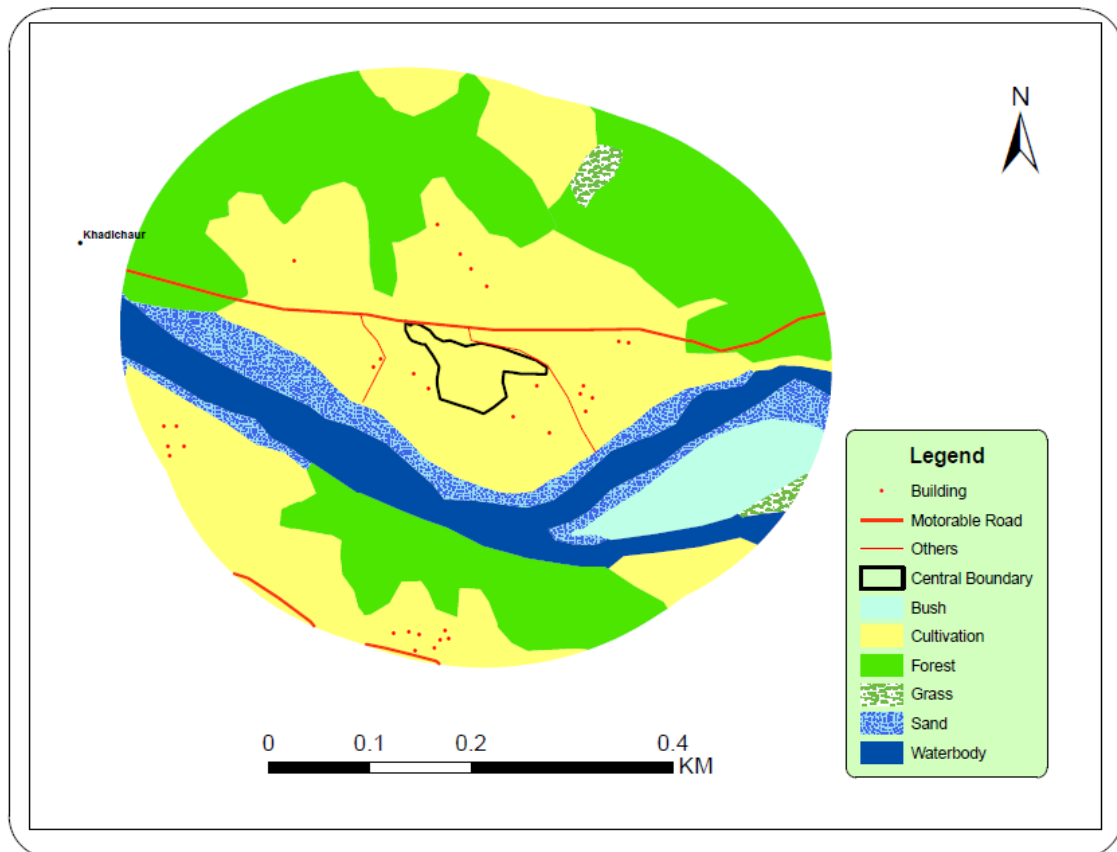 N
Khadichaur
Legend
Building
Motorable Road
Others
Central Boundary
Bush
Cultivation
Forest
Grass
Sand
Waterbody
0 0.1 0.2 0.4
KM